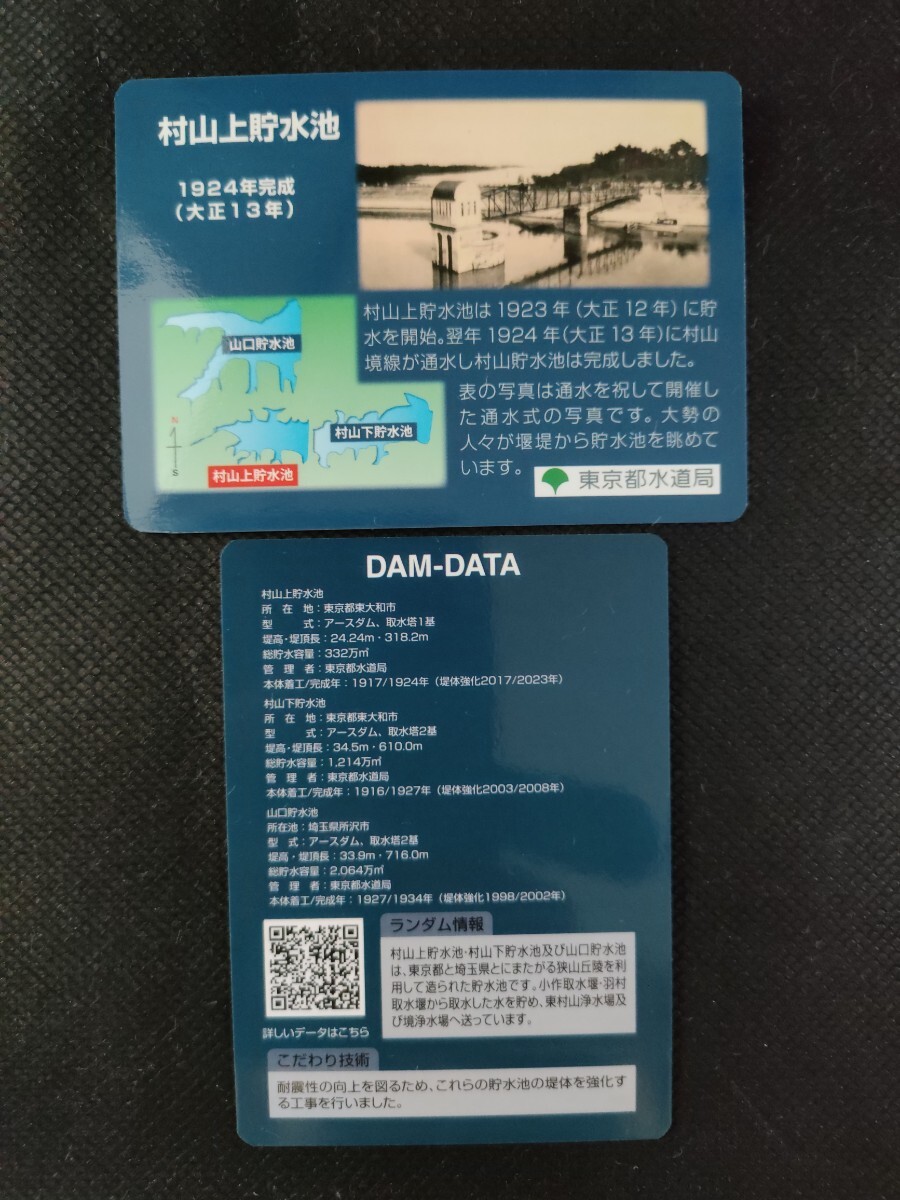 村山上貯水池
1924年完成
(大正13年)
村山上貯水池は1923年(大正12年)に貯
水を開始。翌年1924年(大正13年)に村山
境線が通水し村山貯水池は完成しました。
表の写真は通水を祝して開催し
た通水式の写真です。大勢の
人々が堰堤から貯水池を眺めて
います。
山口貯水池
村山下貯水池
村山上貯水池
N
S
東京都水道局
DAM-DATA
村山上貯水池
所在地:東京都東大和市
型式:アースダム、取水塔1基
堤高・堤頂長:24.24m・318.2m
総貯水容量:332万㎥
管理者:東京都水道局
本体着工/完成年:1917/1924年(堤体強化2017/2023年)
村山下貯水池
所在地:東京都東大和市
型式:アースダム、取水塔2基
堤高・堤頂長:34.5m・610.0m
総貯水容量:1,214万㎥
管理者:東京都水道局
本体着工/完成年:1916/1927年(堤体強化2003/2008年)
山口貯水池
所在池:埼玉県所沢市
型式:アースダム、取水塔2基
堤高・堤頂長:33.9m・716.0m
総貯水容量:2,064万㎥
管理者:東京都水道局
本体着工/完成年:1927/1934年(堤体強化1998/2002年)
詳しいデータはこちら
ランダム情報
村山上貯水池・村山下貯水池及び山口貯水池
は、東京都と埼玉県とにまたがる狭山丘陵を利
用して造られた貯水池です。小作取水堰・羽村
取水堰から取水した水を貯め、東村山浄水場及
び境浄水場へ送っています。
こだわり技術
耐震性の向上を図るため、これらの貯水池の堤体を強化す
る工事を行いました。